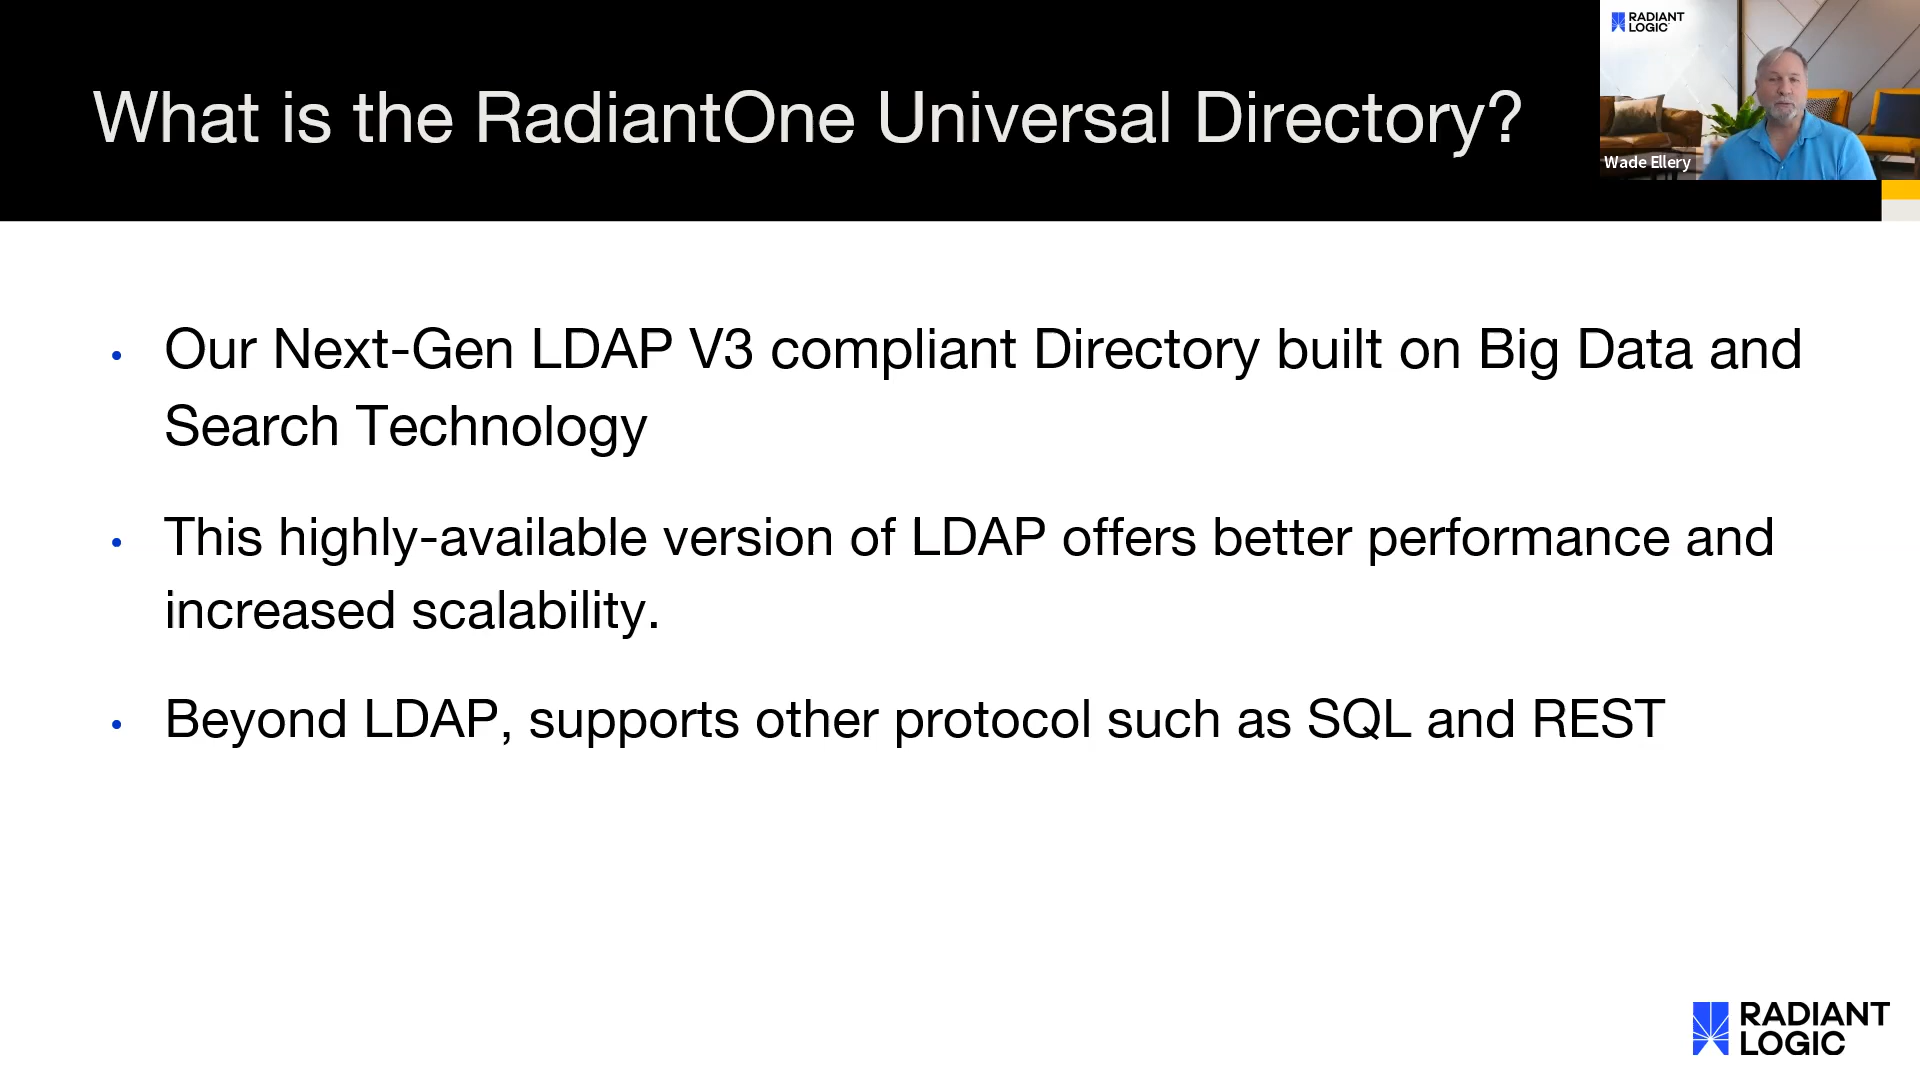 What is the RadiantOne Universal Directory?
RADIANT
LOGIC
Wade Ellery
• Our Next-Gen LDAP V3 compliant Directory built on Big Data and
Search Technology
• This highly-available version of LDAP offers better performance and
increased scalability.
• Beyond LDAP, supports other protocol such as SQL and REST
RADIANT
LOGIC